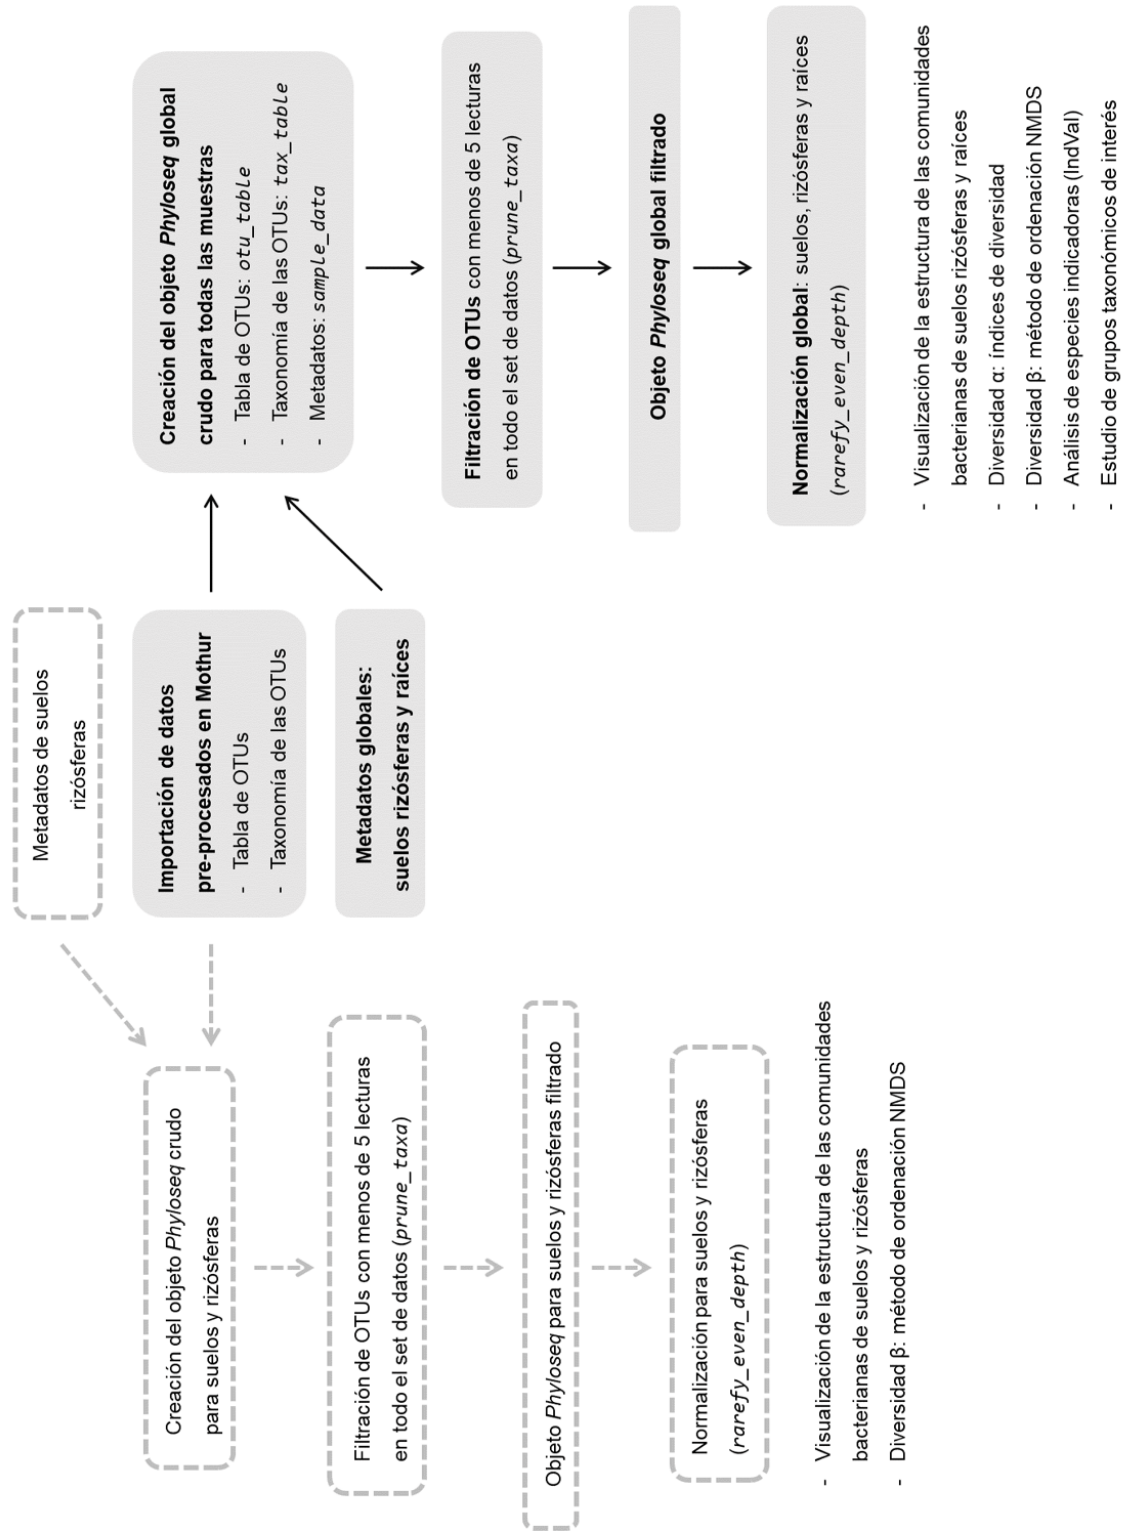 Metadatos de suelos
rizósferas
Importación de datos
pre-procesados en Mothur
- Tabla de OTUs
- Taxonomía de las OTUs
Metadatos globales:
suelos rizósferas y raíces
Creación del objeto Phyloseq crudo
para suelos y rizósferas
Filtración de OTUs con menos de 5 lecturas
en todo el set de datos (prune_taxa)
Objeto Phyloseq para suelos y rizósferas filtrado
Normalización para suelos y rizósferas
(rarefy_even_depth)
- Visualización de la estructura de las comunidades
bacterianas de suelos y rizósferas
- Diversidad β: método de ordenación NMDS
Creación del objeto Phyloseq global
crudo para todas las muestras
- Tabla de OTUs: otu_table
- Taxonomía de las OTUs: tax_table
- Metadatos: sample_data
Filtración de OTUs con menos de 5 lecturas
en todo el set de datos (prune_taxa)
Objeto Phyloseq global filtrado
Normalización global: suelos, rizósferas y raíces
(rarefy_even_depth)
- Visualización de la estructura de las comunidades
bacterianas de suelos rizósferas y raíces
- Diversidad α: índices de diversidad
- Diversidad β: método de ordenación NMDS
- Análisis de especies indicadoras (IndVal)
- Estudio de grupos taxonómicos de interés